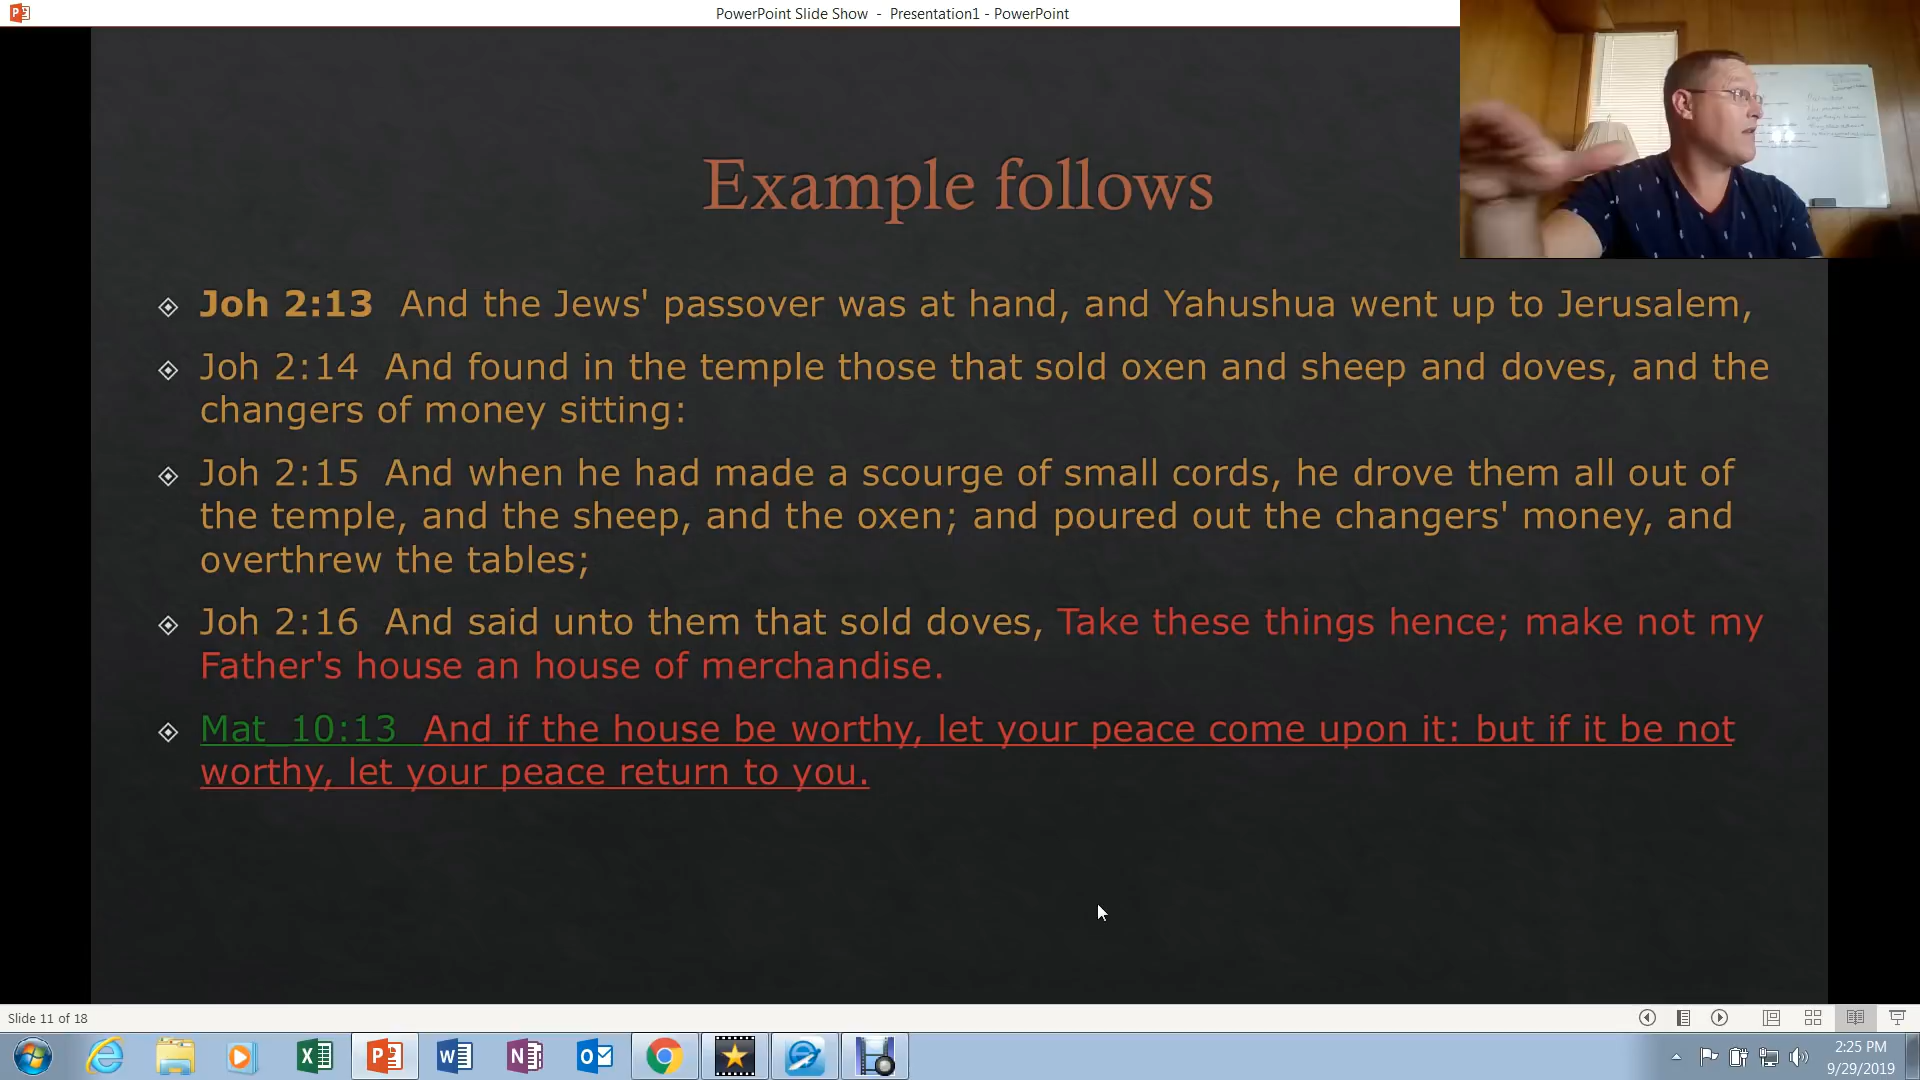 PowerPoint Slide Show - Presentation1 - PowerPoint
Example follows
Joh 2:13 And the Jews' passover was at hand, and Yahushua went up to Jerusalem,
Joh 2:14 And found in the temple those that sold oxen and sheep and doves, and the
changers of money sitting:
Joh 2:15 And when he had made a scourge of small cords, he drove them all out of
the temple, and the sheep, and the oxen; and poured out the changers' money, and
overthrew the tables;
Joh 2:16 And said unto them that sold doves, Take these things hence; make not my
Father's house an house of merchandise.
Mat_10:13 And if the house be worthy, let your peace come upon it: but if it be not
worthy, let your peace return to you.
Slide 11 of 18
2:25 PM
9/29/2019